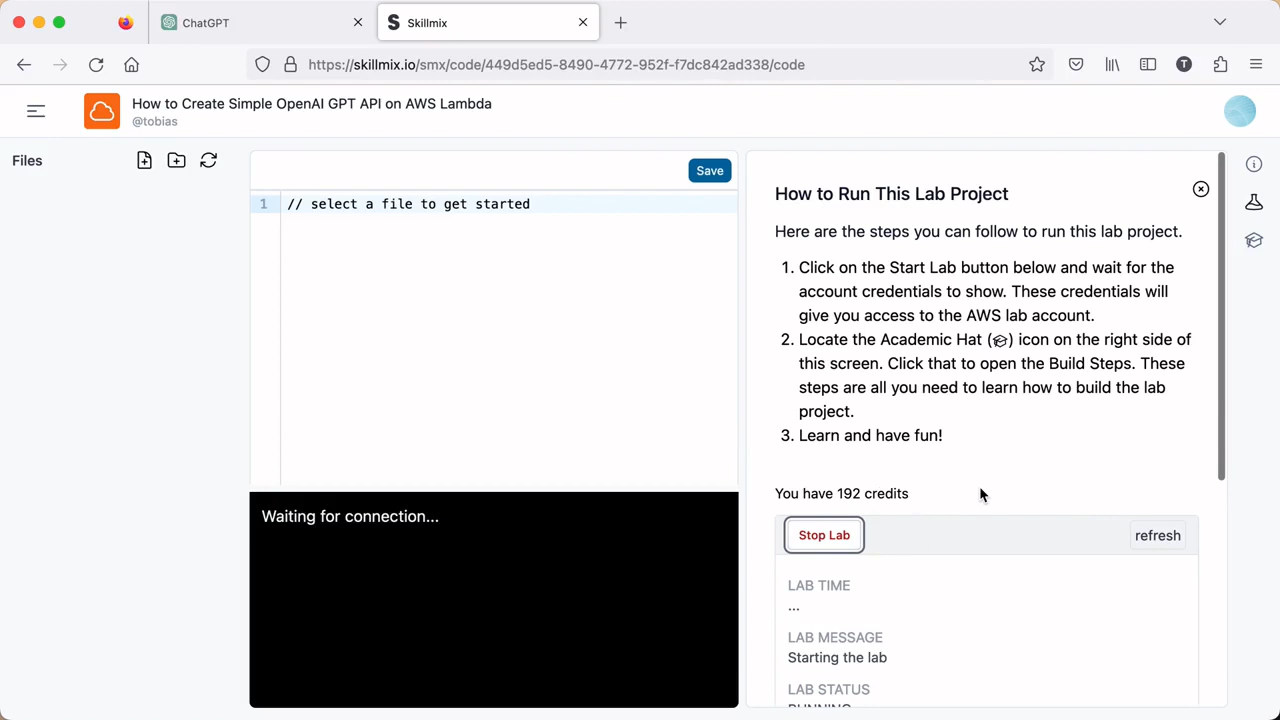 ChatGPT
Skillmix
https://skillmix.io/smx/code/449d5ed5-8490-4772-952f-f7dc842ad338/code
T
How to Create Simple OpenAI GPT API on AWS Lambda
@tobias
Files
Save
1 // select a file to get started
Waiting for connection...
How to Run This Lab Project
Here are the steps you can follow to run this lab project.
1. Click on the Start Lab button below and wait for the
account credentials to show. These credentials will
give you access to the AWS lab account.
2. Locate the Academic Hat () icon on the right side of
this screen. Click that to open the Build Steps. These
steps are all you need to learn how to build the lab
project.
3. Learn and have fun!
You have 192 credits
Stop Lab
refresh
LAB TIME
...
LAB MESSAGE
Starting the lab
LAB STATUS
RUNNING